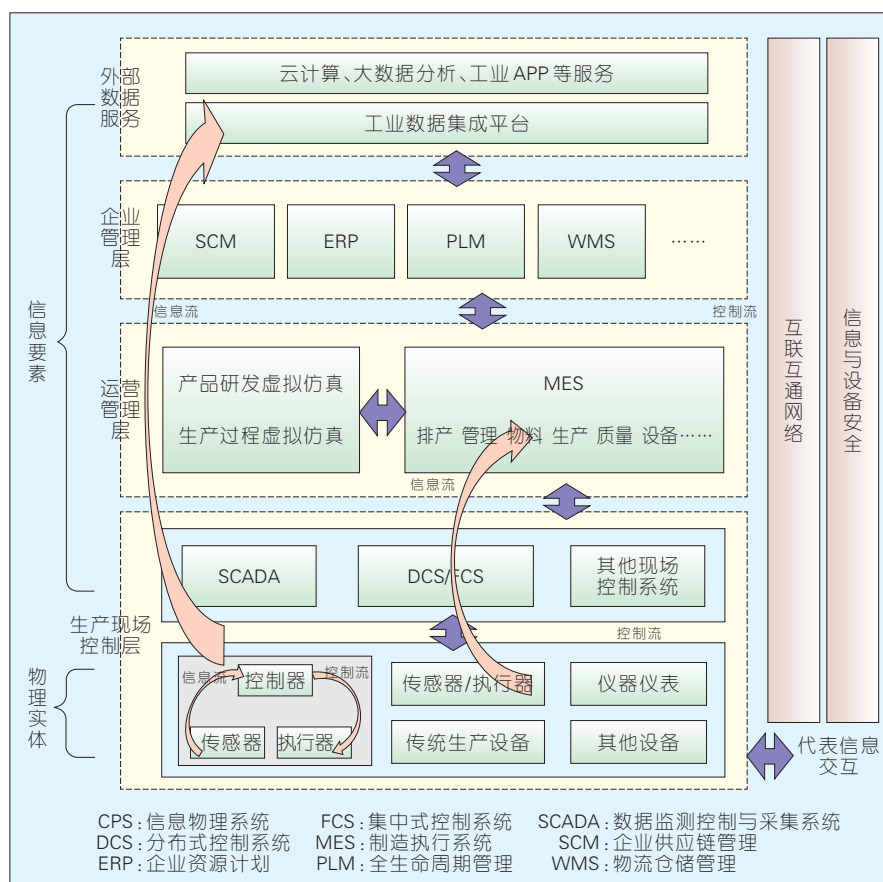 外部
数据
服务
云计算、大数据分析、工业 APP 等服务
工业数据集成平台
企业
管理
层
SCM
ERP
PLM
WMS
……
信息流
控制流
信息要素
运营
管理
层
产品研发虚拟仿真
生产过程虚拟仿真
MES
排产 管理 物料 生产 质量 设备……
信息流
SCADA
DCS/FCS
其他现场
控制系统
生产现场
控制层
控制流
物理实体
信息流
控制流
控制器
传感器
执行器
传感器/执行器
仪器仪表
传统生产设备
其他设备
互联互通网络
信息与设备安全
代表信息
交互
CPS：信息物理系统 FCS：集中式控制系统 SCADA：数据监测控制与采集系统
DCS：分布式控制系统 MES：制造执行系统 SCM：企业供应链管理
ERP：企业资源计划 PLM：全生命周期管理 WMS：物流仓储管理